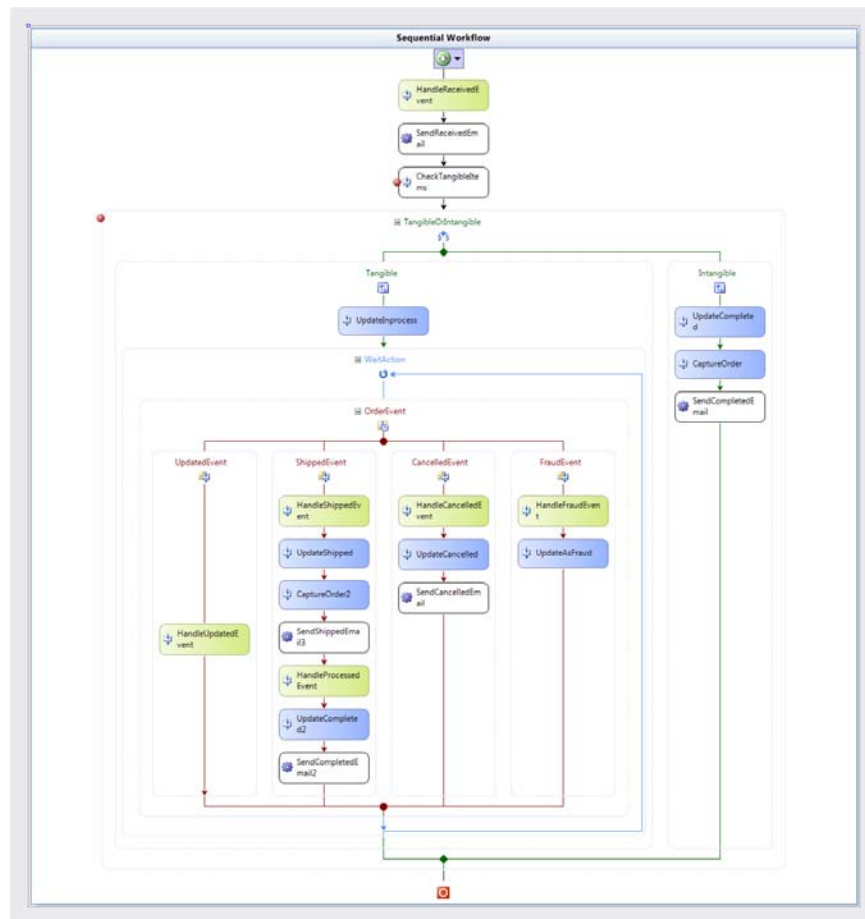 Sequential Workflow
HandleReceivedE
vent
SendReceivedEm
ail
CheckTangibleIte
ms
TangibleOrIntangible
Tangible
Intangible
UpdateInprocess
UpdateComplete
d
WaitAction
CaptureOrder
SendCompletedE
mail
OrderEvent
UpdatedEvent
ShippedEvent
CancelledEvent
FraudEvent
HandleShippedEv
ent
HandleCancelledE
vent
HandleFraudEven
t
UpdateShipped
UpdateCancelled
UpdateAsFraud
CaptureOrder2
SendCancelledEm
ail
HandleUpdatedE
vent
SendShippedEma
il3
HandleProcessed
Event
UpdateComplete
d2
SendCompletedE
mail2